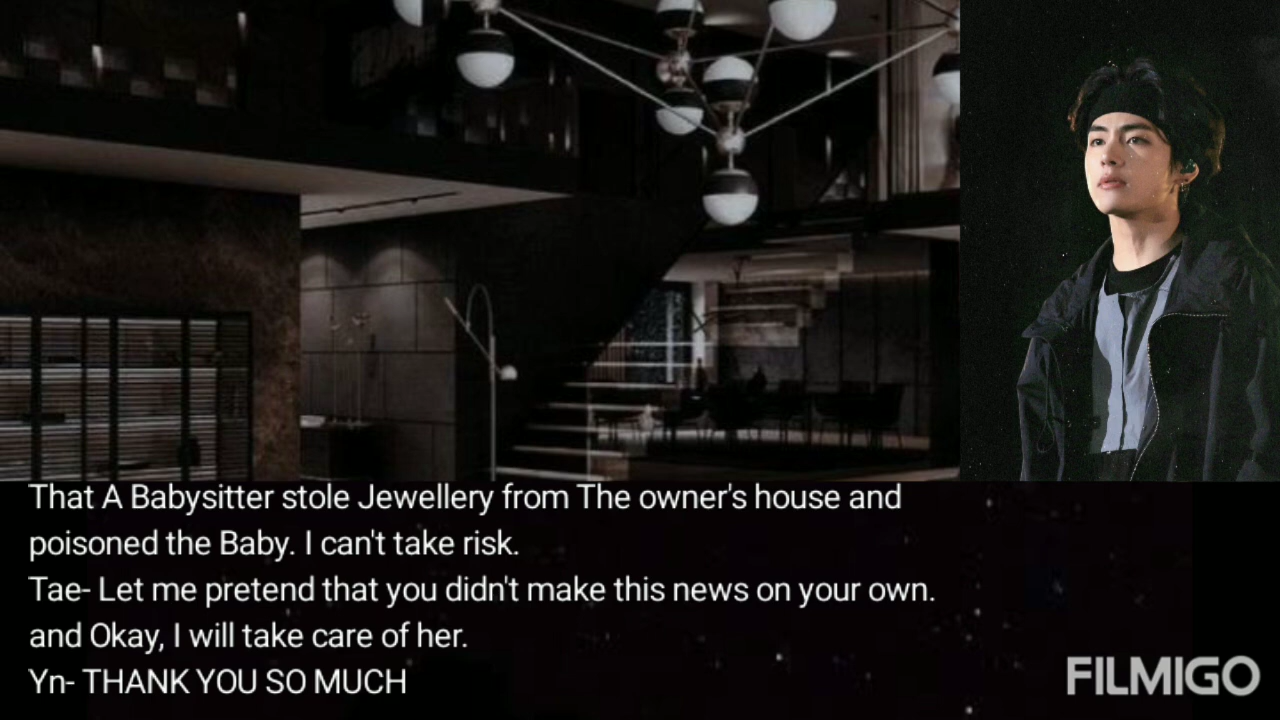 That A Babysitter stole Jewellery from The owner's house and
poisoned the Baby. I can't take risk.
Tae- Let me pretend that you didn't make this news on your own.
and Okay, I will take care of her.
Yn- THANK YOU SO MUCH
FILMIGO